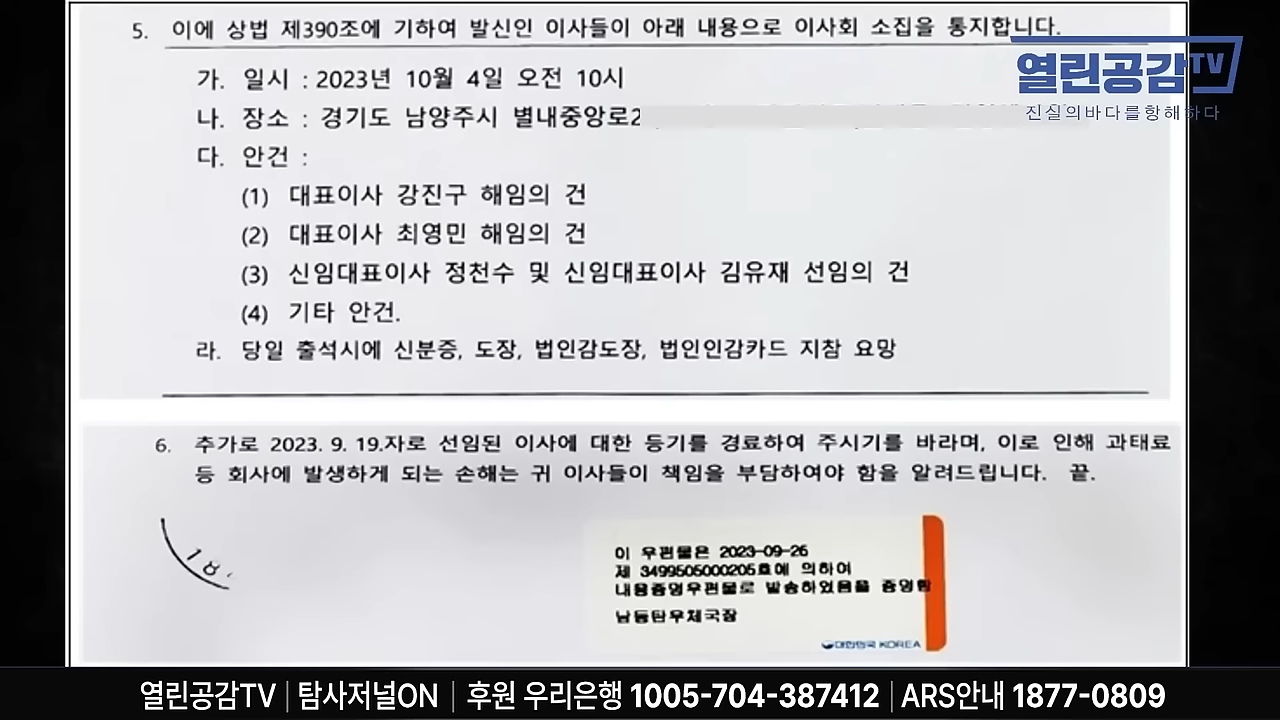 5. 이에 상법 제390조에 기하여 발신인 이사들이 아래 내용으로 이사회 소집을 통지합니다.
열린공감TV
진실의바다를항해하다
가. 일시 : 2023년 10월 4일 오전 10시
나. 장소 : 경기도 남양주시 별내중앙로2
다. 안건 :
(1) 대표이사 강진구 해임의 건
(2) 대표이사 최영민 해임의 건
(3) 신임대표이사 정천수 및 신임대표이사 김유재 선임의 건
(4) 기타 안건.
라. 당일 출석시에 신분증, 도장, 법인감도장, 법인인감카드 지참 요망
6. 추가로 2023. 9. 19.자로 선임된 이사에 대한 등기를 경료하여 주시기를 바라며, 이로 인해 과태료
등 회사에 발생하게 되는 손해는 귀 이사들이 책임을 부담하여야 함을 알려드립니다. 끝.
이 우편물은 2023-09-26
제 3499505000205호에 의하여
내용증명우편물로 발송하였음을 증명함
남동탄우체국장
대한민국 KOREA
열린공감TV | 탐사저널ON | 후원 우리은행 1005-704-387412 | ARS안내 1877-0809